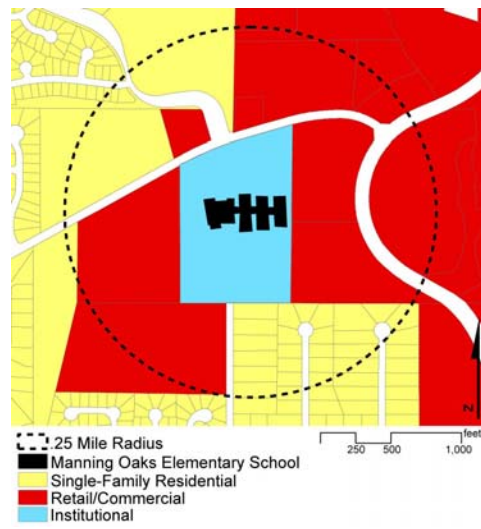 N
feet
250 500 1,000
.25 Mile Radius
Manning Oaks Elementary School
Single-Family Residential
Retail/Commercial
Institutional